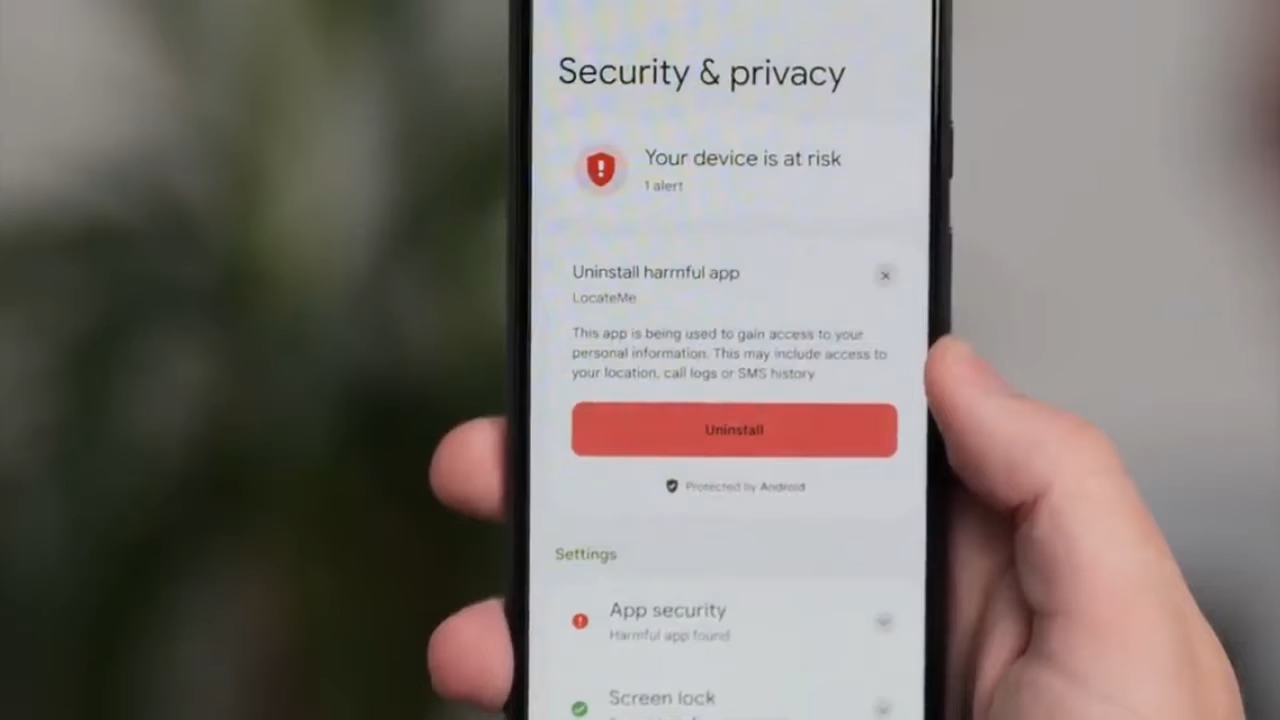 Security & privacy
Your device is at risk
1 alert
Uninstall harmful app
LocateMe
This app is being used to gain access to your
personal information. This may include access to
your location, call logs or SMS history
Uninstall
Protected by Android
Settings
App security
Harmful app found
Screen lock